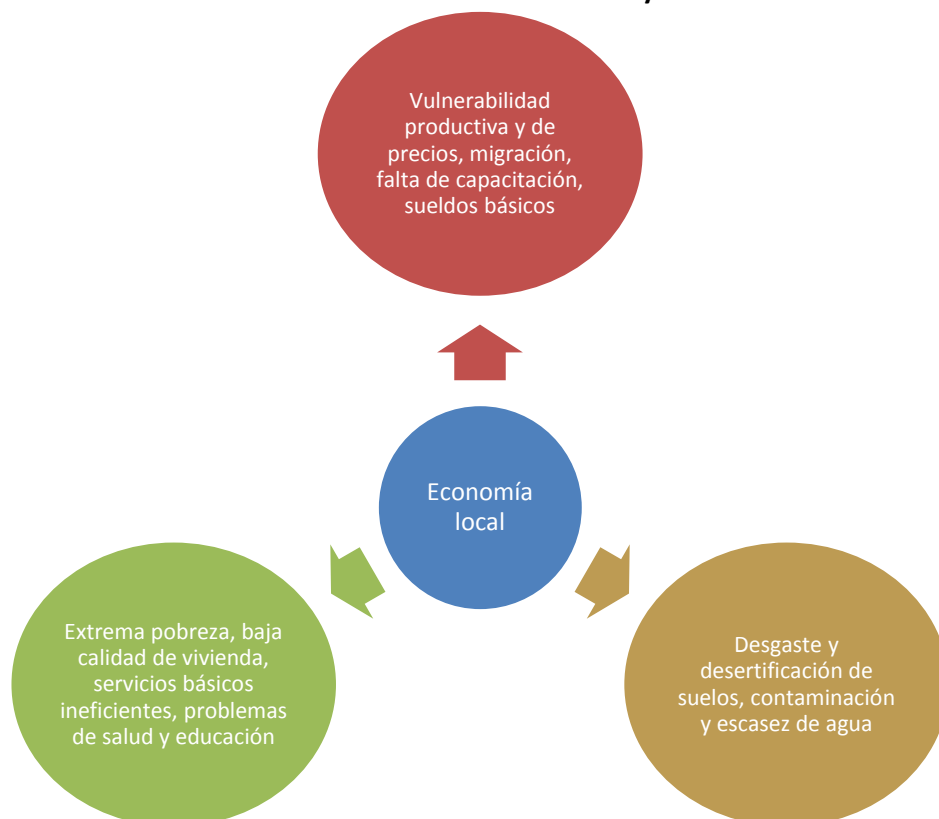 Vulnerabilidad
productiva y de
precios, migración,
falta de capacitación,
sueldos básicos
Economía
local
Extrema pobreza, baja
calidad de vivienda,
servicios básicos
ineficientes, problemas
de salud y educación
Desgaste y
desertificación de
suelos, contaminación
y escasez de agua